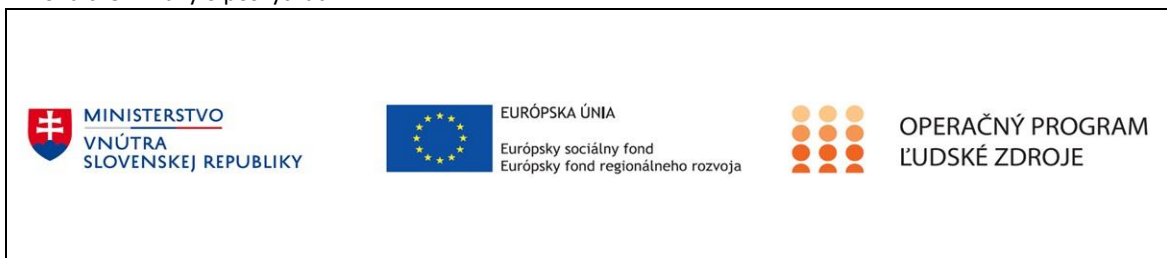 MINISTERSTVO
VNÚTRA
SLOVENSKEJ REPUBLIKY
EURÓPSKA ÚNIA
Európsky sociálny fond
Európsky fond regionálneho rozvoja
OPERAČNÝ PROGRAM
ĽUDSKÉ ZDROJE